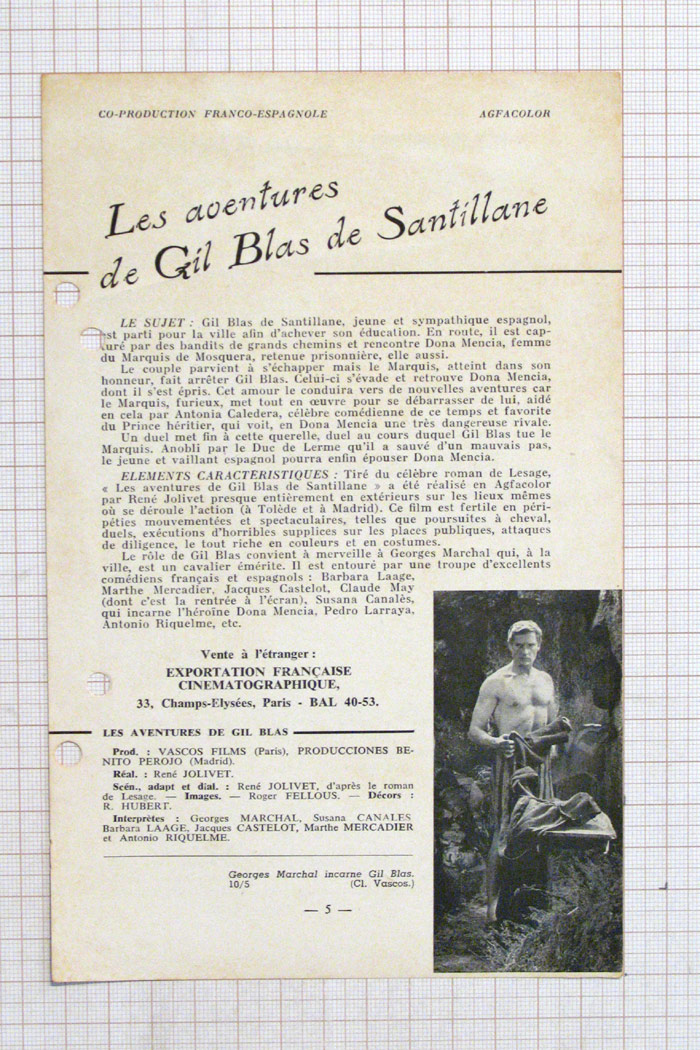 CO-PRODUCTION FRANCO-ESPAGNOLE AGFACOLOR
Les aventures
de Gil Blas de Santillane
LE SUJET : Gil Blas de Santillane, jeune et sympathique espagnol,
est parti pour la ville afin d'achever son éducation. En route, il est cap-
turé par des bandits de grands chemins et rencontre Dona Mencia, femme
du Marquis de Mosquera, retenue prisonnière, elle aussi.
Le couple parvient à s'échapper mais le Marquis, atteint dans son
honneur, fait arrêter Gil Blas. Celui-ci s'évade et retrouve Dona Mencia,
dont il s'est épris. Cet amour le conduira vers de nouvelles aventures car
le Marquis, furieux, met tout en œuvre pour se débarrasser de lui, aidé
en cela par Antonia Caledera, célèbre comédienne de ce temps et favorite
du Prince héritier, qui voit, en Dona Mencia une très dangereuse rivale.
Un duel met fin à cette querelle, duel au cours duquel Gil Blas tue le
Marquis. Anobli par le Duc de Lerme qu'il a sauvé d'un mauvais pas,
le jeune et vaillant espagnol pourra enfin épouser Dona Mencia.
ELEMENTS CARACTERISTIQUES : Tiré du célèbre roman de Lesage,
« Les aventures de Gil Blas de Santillane » a été réalisé en Agfacolor
par René Jolivet presque entièrement en extérieurs sur les lieux mêmes
où se déroule l'action (à Tolède et à Madrid). Ce film est fertile en péri-
péties mouvementées et spectaculaires, telles que poursuites à cheval,
duels, exécutions d'horribles supplices sur les places publiques, attaques
de diligence, le tout riche en couleurs et en costumes.
Le rôle de Gil Blas convient à merveille à Georges Marchal qui, à la
ville, est un cavalier émérite. Il est entouré par une troupe d'excellents
comédiens français et espagnols : Barbara Laage,
Marthe Mercadier, Jacques Castelot, Claude May
(dont c'est la rentrée à l'écran), Susana Canalès,
qui incarne l'héroïne Dona Mencia, Pedro Larraya,
Antonio Riquelme, etc.
Vente à l'étranger :
EXPORTATION FRANÇAISE
CINEMATOGRAPHIQUE,
33, Champs-Elysées, Paris - BAL 40-53.
LES AVENTURES DE GIL BLAS
Prod. : VASCOS FILMS (Paris), PRODUCCIONES BE-
NITO PEROJO (Madrid).
Réal. : René JOLIVET.
Scén., adapt et dial. : René JOLIVET, d'après le roman
de Lesage. — Images. — Roger FELLOUS. — Décors :
R. HUBERT.
Interprètes : Georges MARCHAL, Susana CANALES
Barbara LAAGE, Jacques CASTELOT, Marthe MERCADIER
et Antonio RIQUELME.
Georges Marchal incarne Gil Blas.
10/5 (Cl. Vascos.)
— 5 —